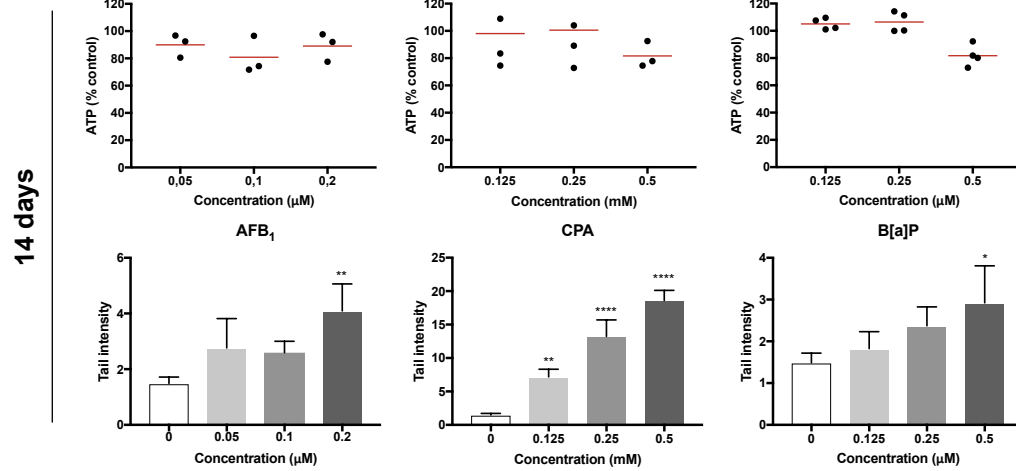 14 days
ATP (% control)
120
100
80
60
40
20
0
0,05 0,1 0,2
Concentration (µM)
ATP (% control)
120
100
80
60
40
20
0
0.125 0.25 0.5
Concentration (mM)
ATP (% control)
120
100
80
60
40
20
0
0.125 0.25 0.5
Concentration (µM)
AFB1
Tail intensity
6
4
2
0
**
0 0.05 0.1 0.2
Concentration (µM)
CPA
Tail intensity
25
20
15
10
5
0
** **** ****
0 0.125 0.25 0.5
Concentration (mM)
B[a]P
Tail intensity
4
3
2
1
0
*
0 0.125 0.25 0.5
Concentration (µM)